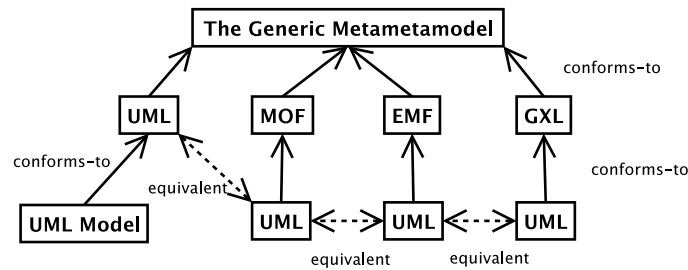 The Generic Metametamodel
conforms-to
UML MOF EMF GXL
conforms-to
conforms-to
equivalent
UML Model
UML UML UML
equivalent
equivalent